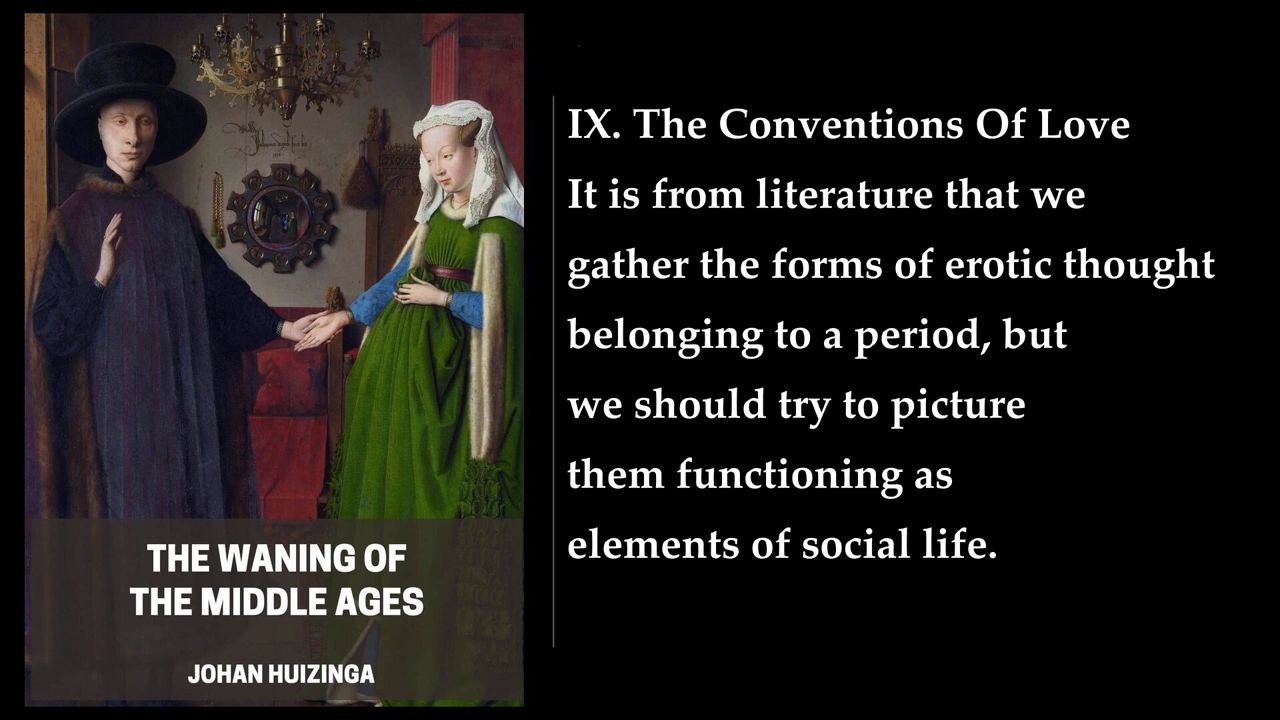 THE WANING OF
THE MIDDLE AGES
JOHAN HUIZINGA
IX. The Conventions Of Love
It is from literature that we
gather the forms of erotic thought
belonging to a period, but
we should try to picture
them functioning as
elements of social life.